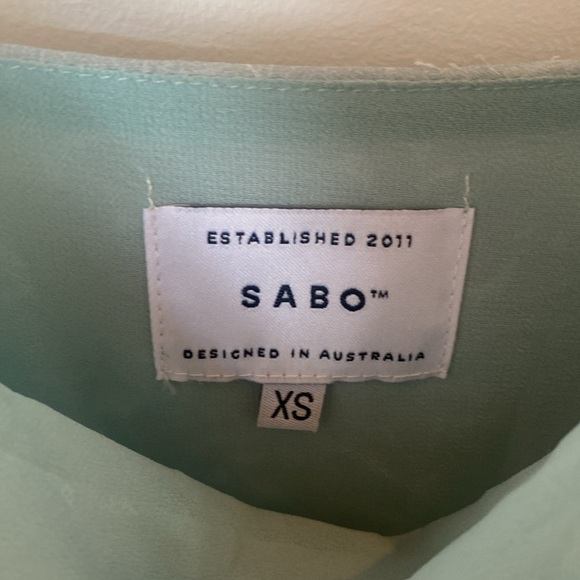 ESTABLISHED 2011
SABO™
DESIGNED IN AUSTRALIA
XS